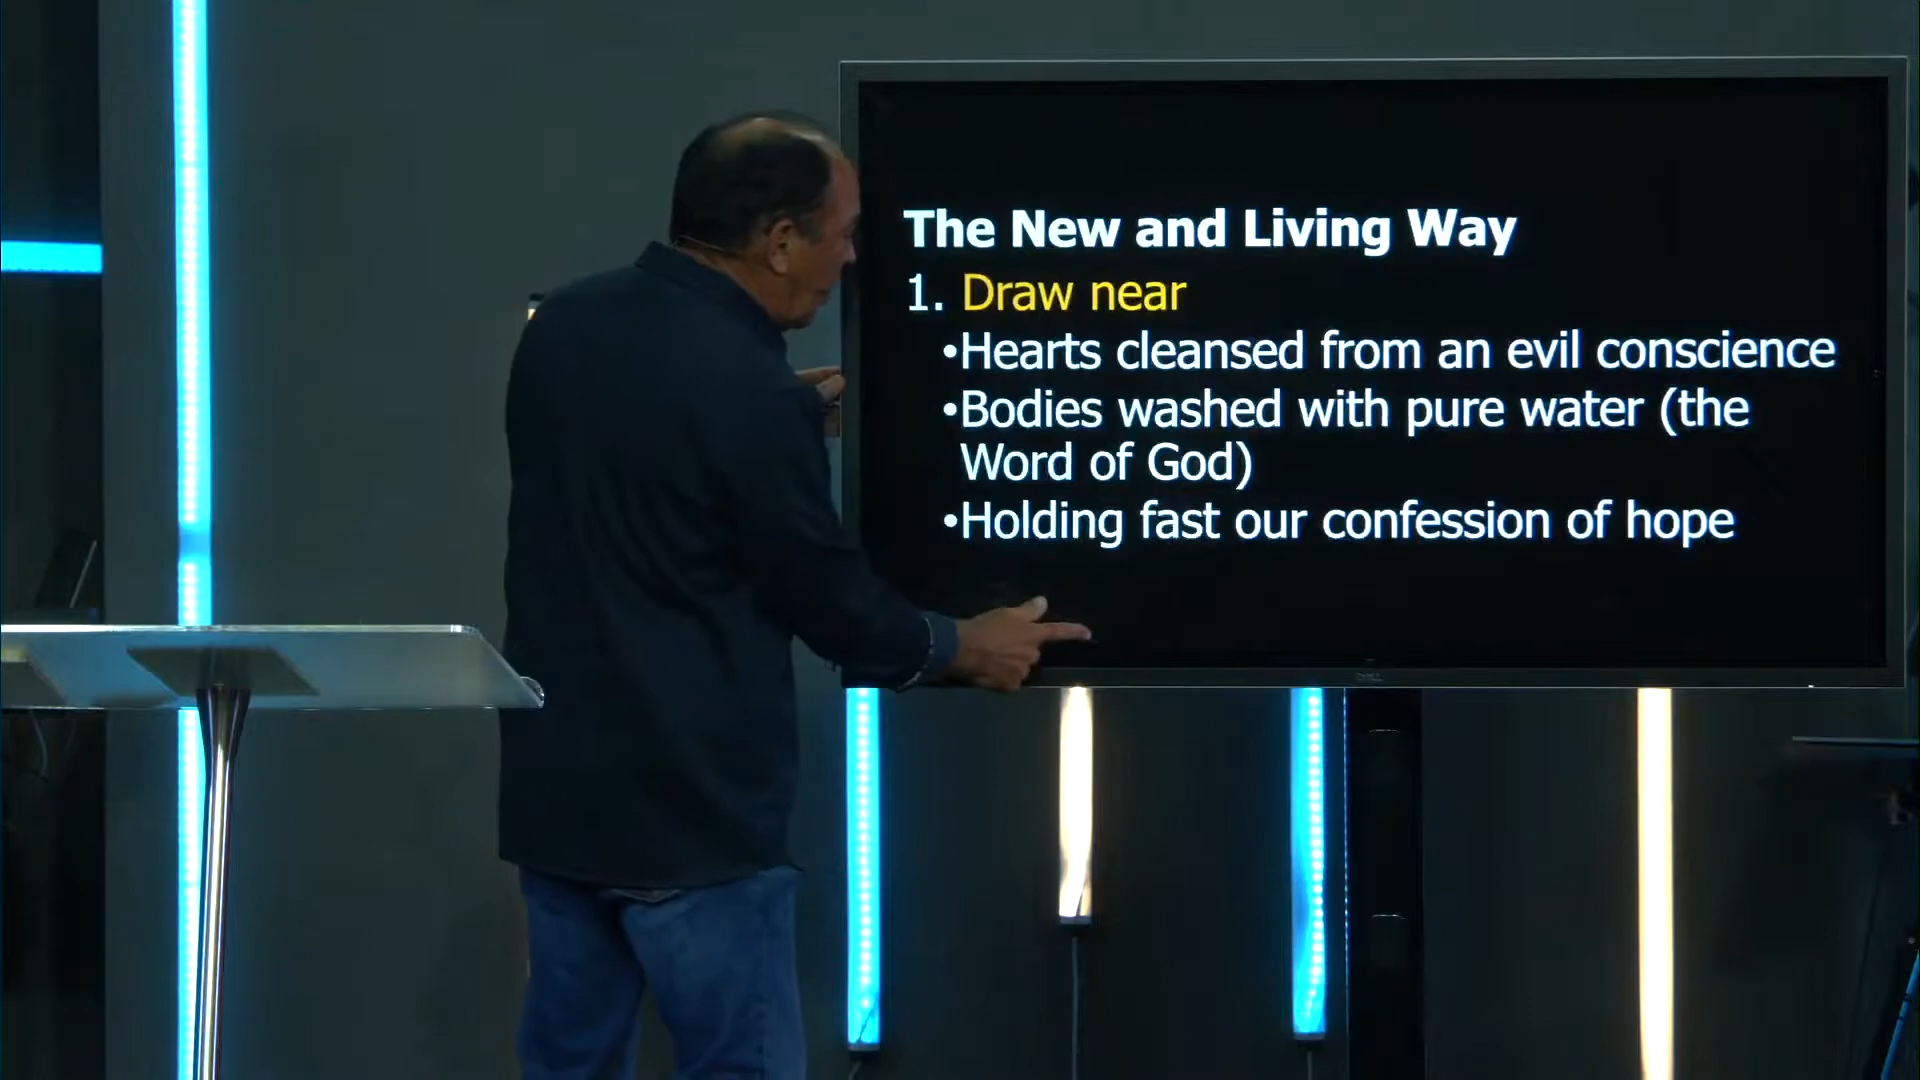 The New and Living Way
1. Draw near
•Hearts cleansed from an evil conscience
•Bodies washed with pure water (the
Word of God)
•Holding fast our confession of hope
DELL